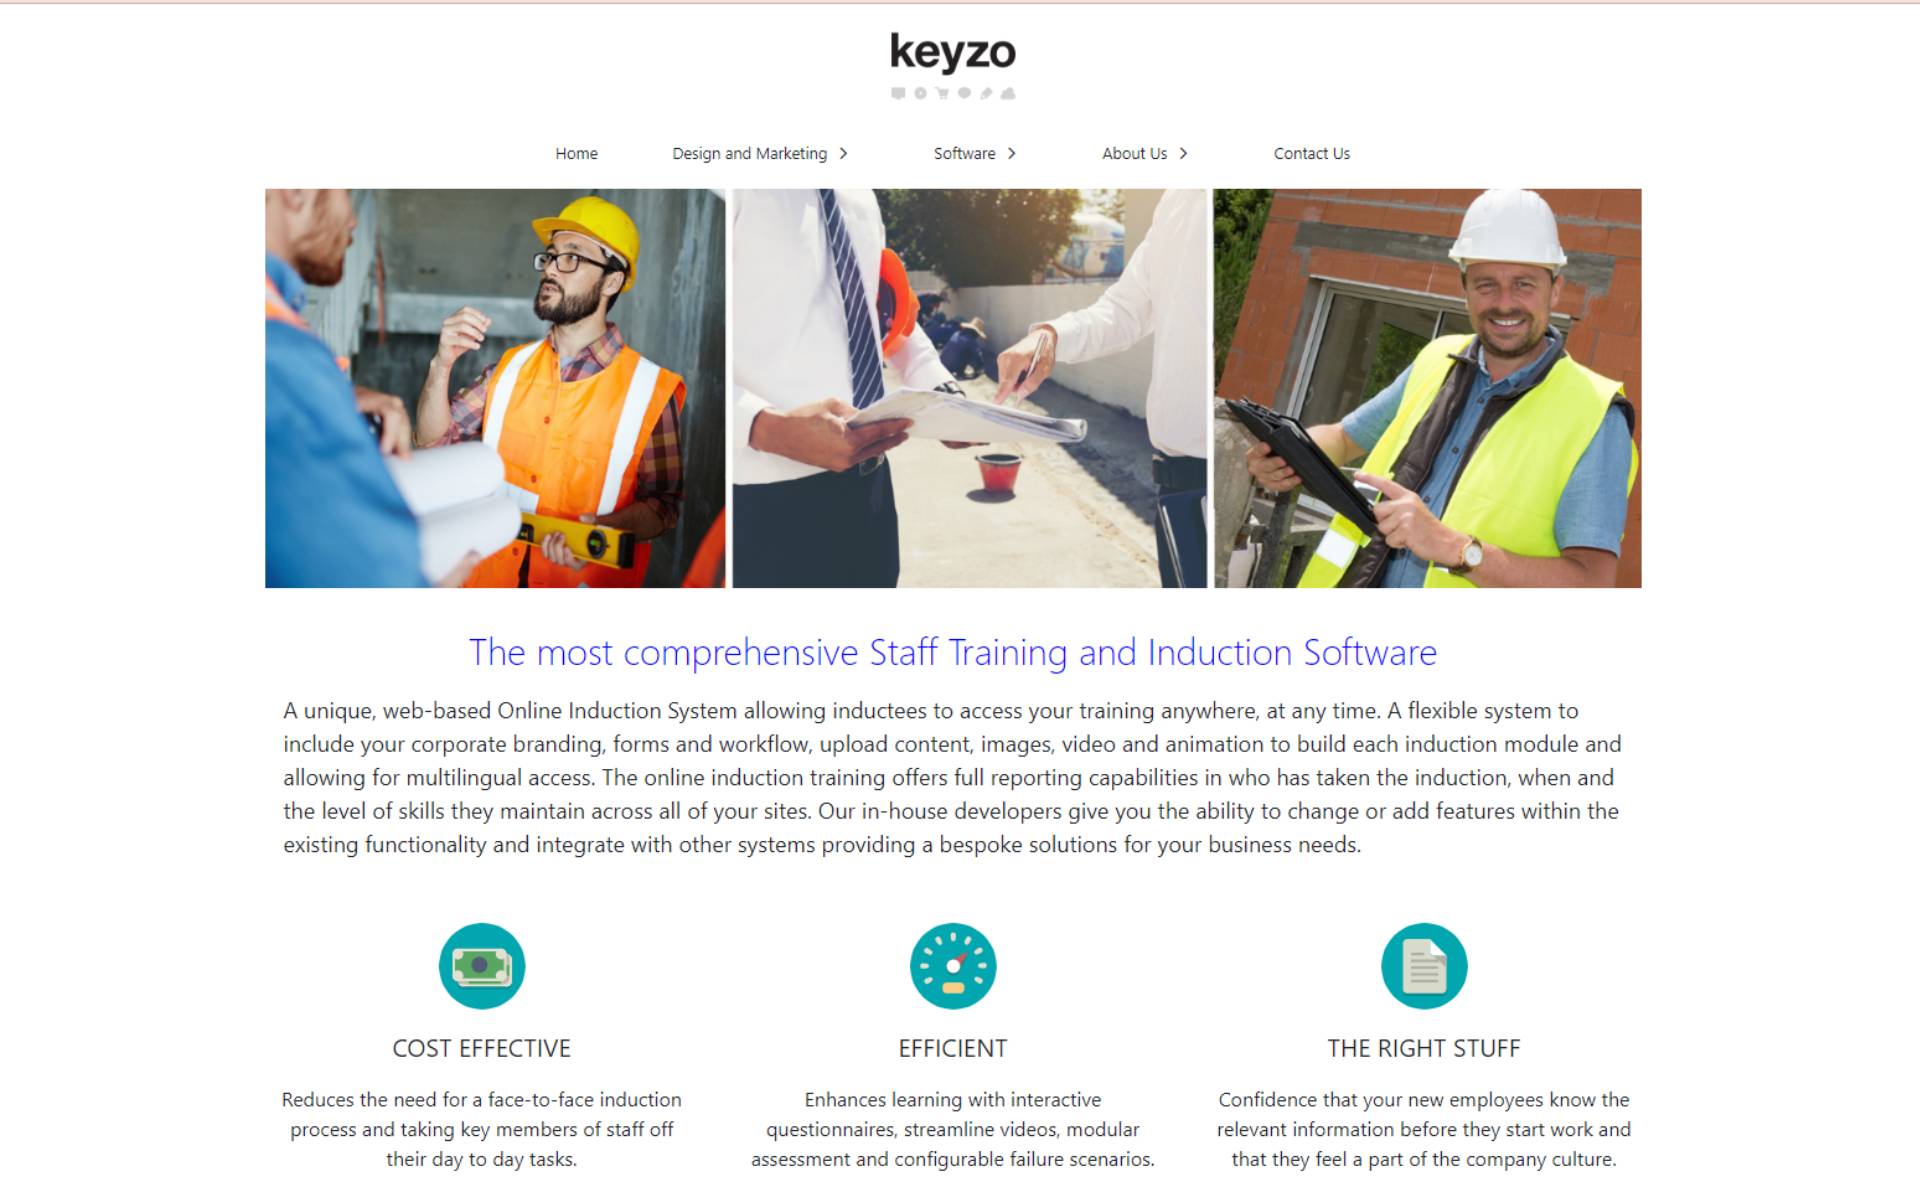 keyzo
Home Design and Marketing Software About Us Contact Us
The most comprehensive Staff Training and Induction Software
A unique, web-based Online Induction System allowing inductees to access your training anywhere, at any time. A flexible system to
include your corporate branding, forms and workflow, upload content, images, video and animation to build each induction module and
allowing for multilingual access. The online induction training offers full reporting capabilities in who has taken the induction, when and
the level of skills they maintain across all of your sites. Our in-house developers give you the ability to change or add features within the
existing functionality and integrate with other systems providing a bespoke solutions for your business needs.
COST EFFECTIVE
Reduces the need for a face-to-face induction
process and taking key members of staff off
their day to day tasks.
EFFICIENT
Enhances learning with interactive
questionnaires, streamline videos, modular
assessment and configurable failure scenarios.
THE RIGHT STUFF
Confidence that your new employees know the
relevant information before they start work and
that they feel a part of the company culture.